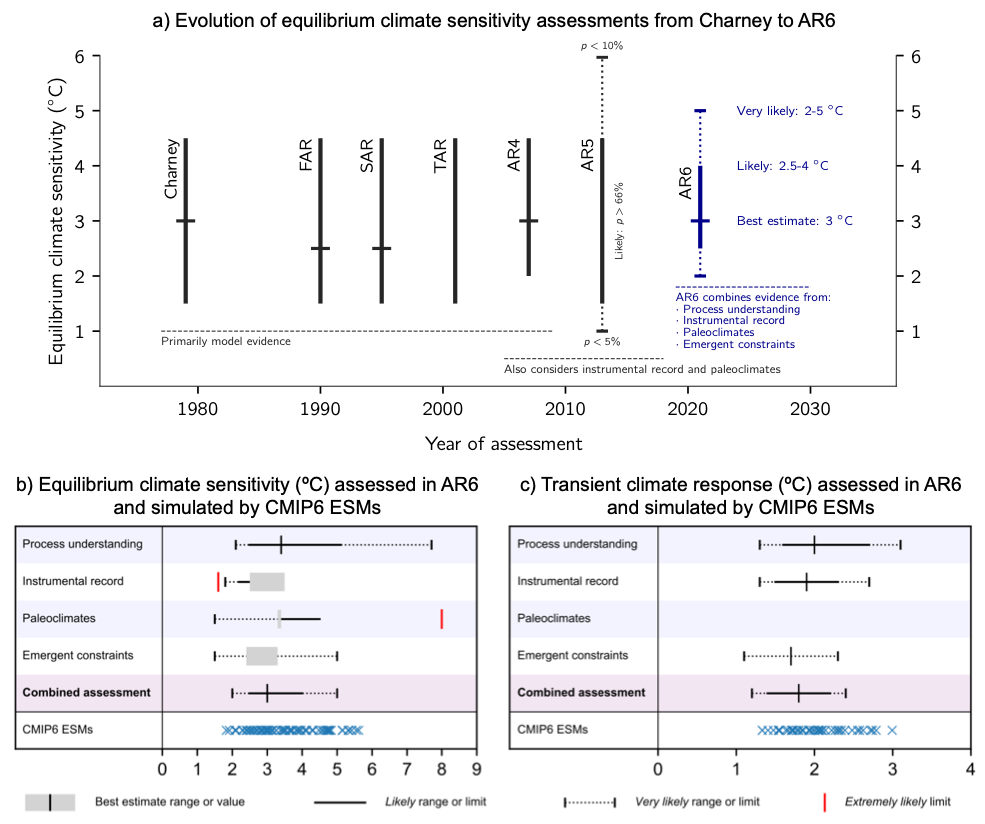 a) Evolution of equilibrium climate sensitivity assessments from Charney to AR6
p < 10%
6
5
4
3
2
1
Equilibrium climate sensitivity (°C)
Charney
FAR
SAR
TAR
AR4
AR5
Likely: p > 66%
AR6
p < 5%
Very likely: 2-5 °C
Likely: 2.5-4 °C
Best estimate: 3 °C
AR6 combines evidence from:
· Process understanding
· Instrumental record
· Paleoclimates
· Emergent constraints
Primarily model evidence
Also considers instrumental record and paleoclimates
6
5
4
3
2
1
1980 1990 2000 2010 2020 2030
Year of assessment
b) Equilibrium climate sensitivity (ºC) assessed in AR6
and simulated by CMIP6 ESMs
Process understanding
Instrumental record
Paleoclimates
Emergent constraints
Combined assessment
CMIP6 ESMs
0 1 2 3 4 5 6 7 8 9
c) Transient climate response (ºC) assessed in AR6
and simulated by CMIP6 ESMs
Process understanding
Instrumental record
Paleoclimates
Emergent constraints
Combined assessment
CMIP6 ESMs
0 1 2 3 4
Best estimate range or value
Likely range or limit
Very likely range or limit
Extremely likely limit